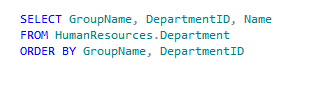 SELECT GroupName, DepartmentID, Name
FROM HumanResources.Department
ORDER BY GroupName, DepartmentID